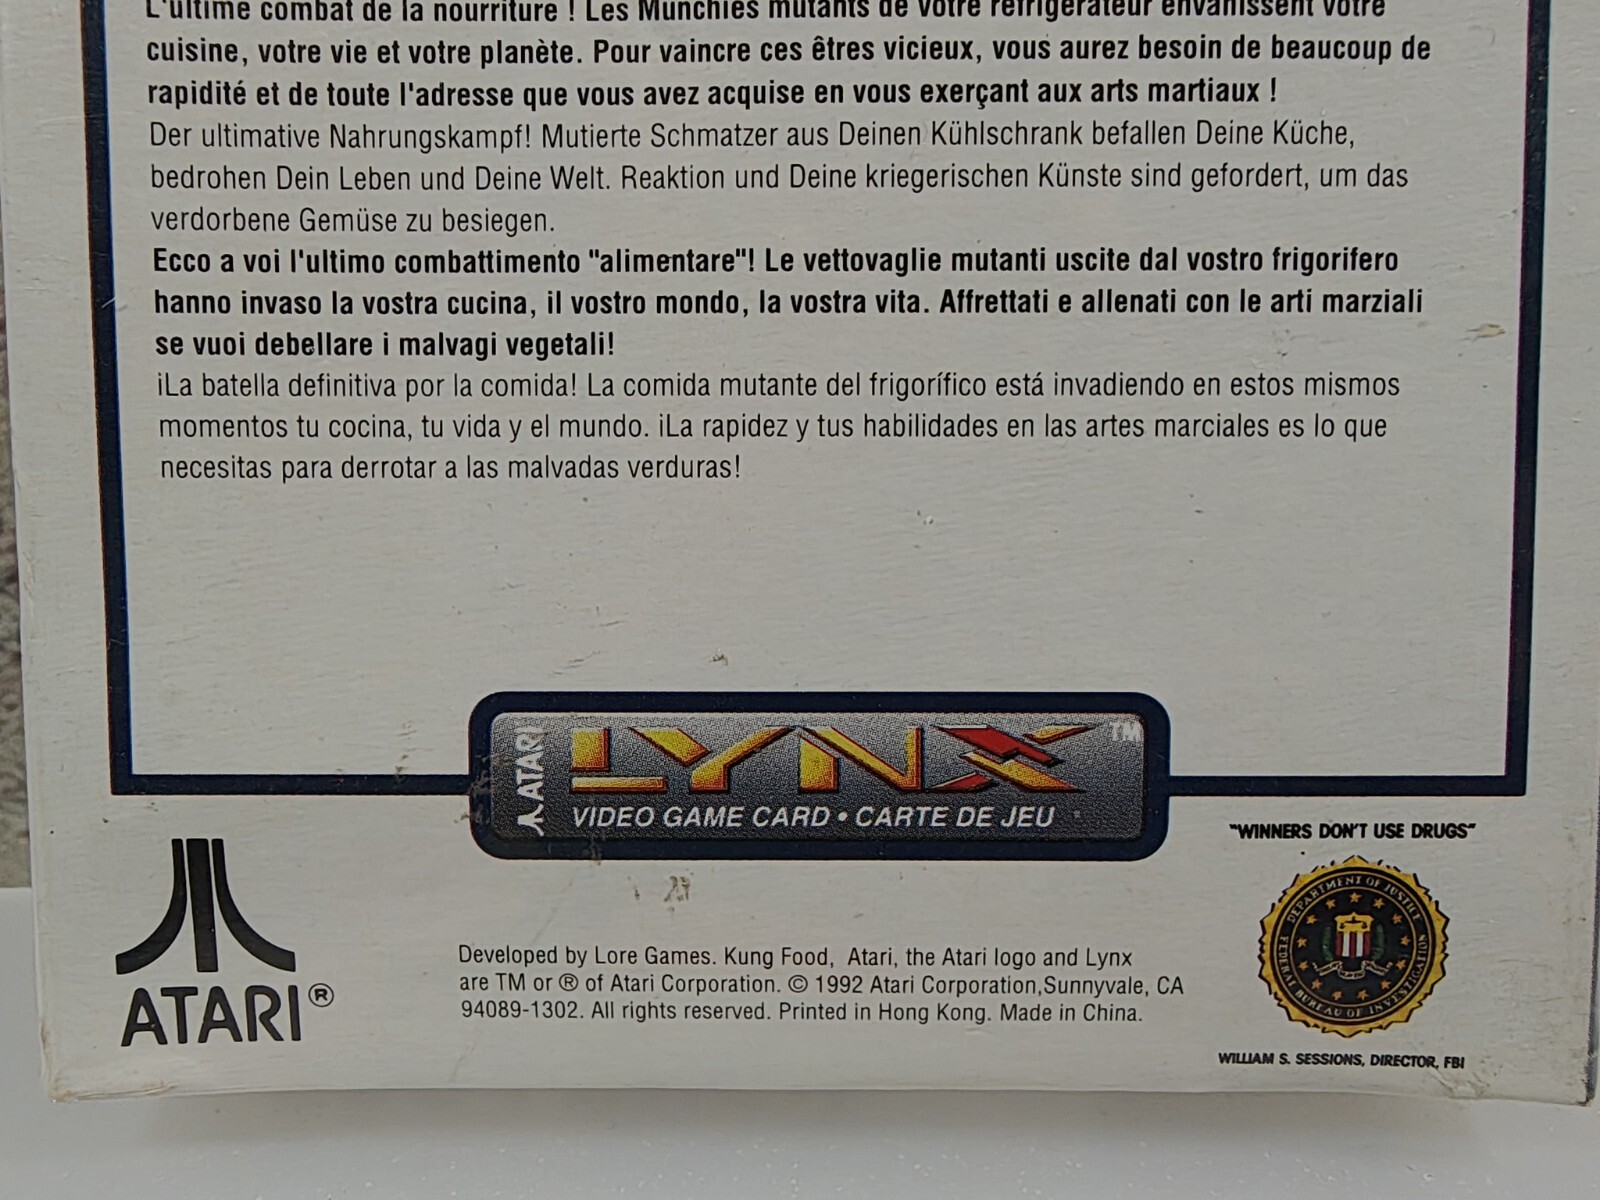 L'ultime combat de la nourriture ! Les Munchies mutants de votre réfrigérateur envahissent votre
cuisine, votre vie et votre planète. Pour vaincre ces êtres vicieux, vous aurez besoin de beaucoup de
rapidité et de toute l'adresse que vous avez acquise en vous exerçant aux arts martiaux !
Der ultimative Nahrungskampf! Mutierte Schmatzer aus Deinen Kühlschrank befallen Deine Küche,
bedrohen Dein Leben und Deine Welt. Reaktion und Deine kriegerischen Künste sind gefordert, um das
verdorbene Gemüse zu besiegen.
Ecco a voi l'ultimo combattimento "alimentare"! Le vettovaglie mutanti uscite dal vostro frigorifero
hanno invaso la vostra cucina, il vostro mondo, la vostra vita. Affrettati e allenati con le arti marziali
se vuoi debellare i malvagi vegetali!
¡La batella definitiva por la comida! La comida mutante del frigorífico está invadiendo en estos mismos
momentos tu cocina, tu vida y el mundo. ¡La rapidez y tus habilidades en las artes marciales es lo que
necesitas para derrotar a las malvadas verduras!
ATARI LYNX TM
VIDEO GAME CARD • CARTE DE JEU
"WINNERS DON'T USE DRUGS"
DEPARTMENT OF JUSTICE
FEDERAL BUREAU OF INVESTIGATION
WILLIAM S. SESSIONS, DIRECTOR, FBI
ATARI®
Developed by Lore Games. Kung Food, Atari, the Atari logo and Lynx
are TM or ® of Atari Corporation. © 1992 Atari Corporation,Sunnyvale, CA
94089-1302. All rights reserved. Printed in Hong Kong. Made in China.